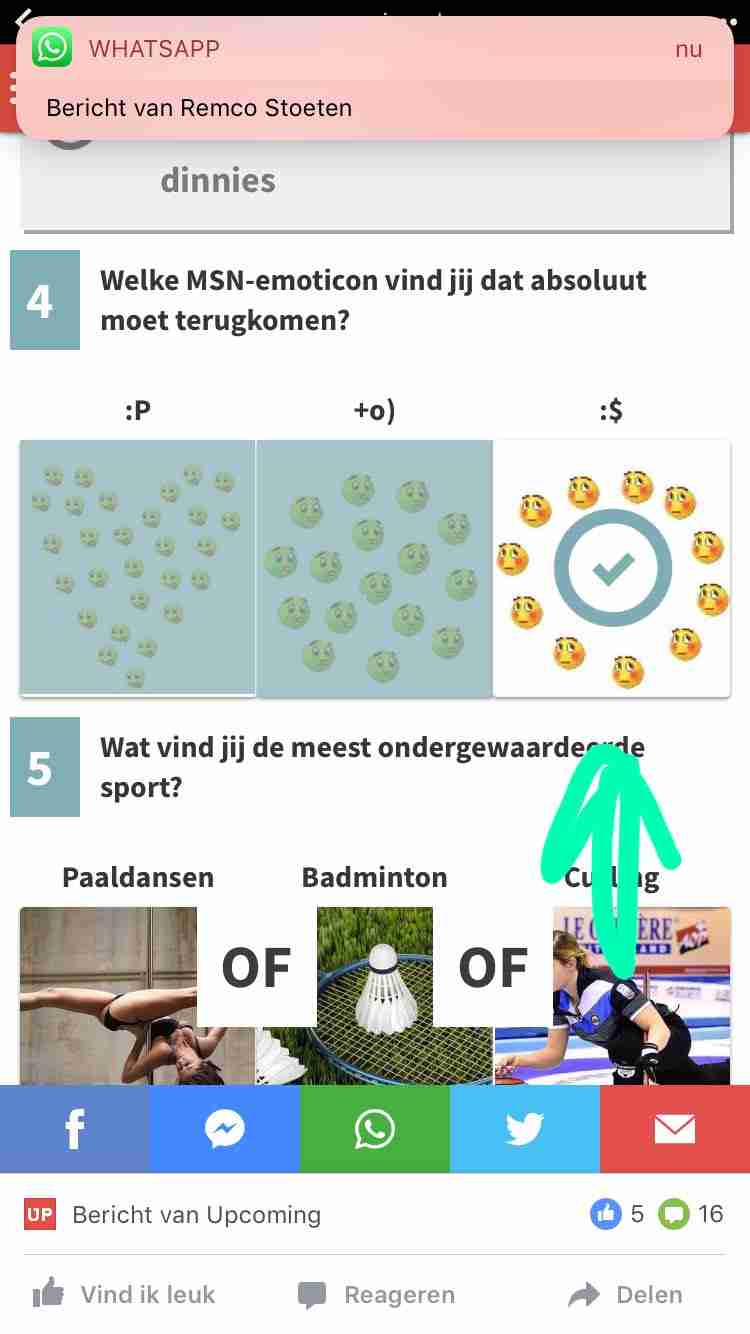 WHATSAPP nu
Bericht van Remco Stoeten
dinnies
4 Welke MSN-emoticon vind jij dat absoluut
moet terugkomen?
:P +o) :$
5 Wat vind jij de meest ondergewaardeerde
sport?
Paaldansen Badminton Curling
OF OF
UP Bericht van Upcoming 5 16
Vind ik leuk Reageren Delen